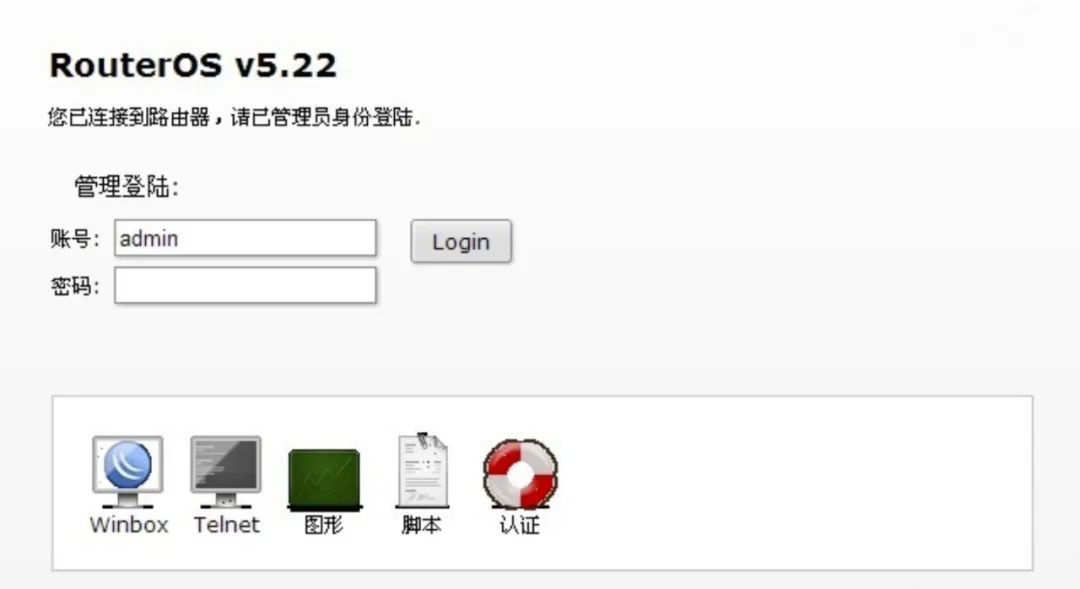 RouterOS v5.22
您已连接到路由器，请已管理员身份登陆.
管理登陆:
账号: admin Login
密码:
Winbox Telnet 图形 脚本 认证